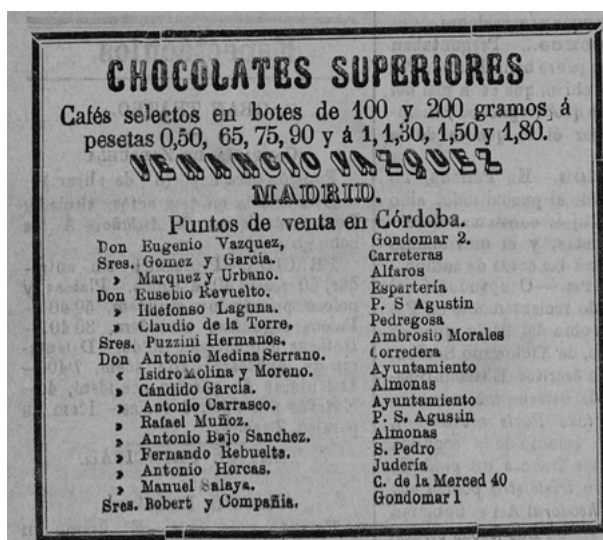 CHOCOLATES SUPERIORES
Cafés selectos en botes de 100 y 200 gramos á
pesetas 0,50, 65, 75, 90 y á 1, 1,30, 1,50 y 1,80.
VENANCIO VAZQUEZ
MADRID.
Puntos de venta en Córdoba.
Don Eugenio Vazquez, Gondomar 2.
Sres. Gomez y Garcia. Carreteras
» Marquez y Urbano. Alfaros
Don Eusebio Revuelto. Espartería
» Ildefonso Laguna. P. S Agustin
» Claudio de la Torre, Pedregosa
Sres. Puzzini Hermanos. Ambrosio Morales
Don Antonio Medina Serrano. Corredera
« Isidro Molina y Moreno. Ayuntamiento
» Cándido García. Almonas
» Antonio Carrasco. Ayuntamiento
» Rafael Muñoz. P. S. Agustin
» Antonio Bajo Sanchez. Almonas
» Fernando Rebuelta. S. Pedro
» Antonio Horcas. Judería
» Manuel Salaya. C. de la Merced 40
Sres. Robert y Compañia. Gondomar 1